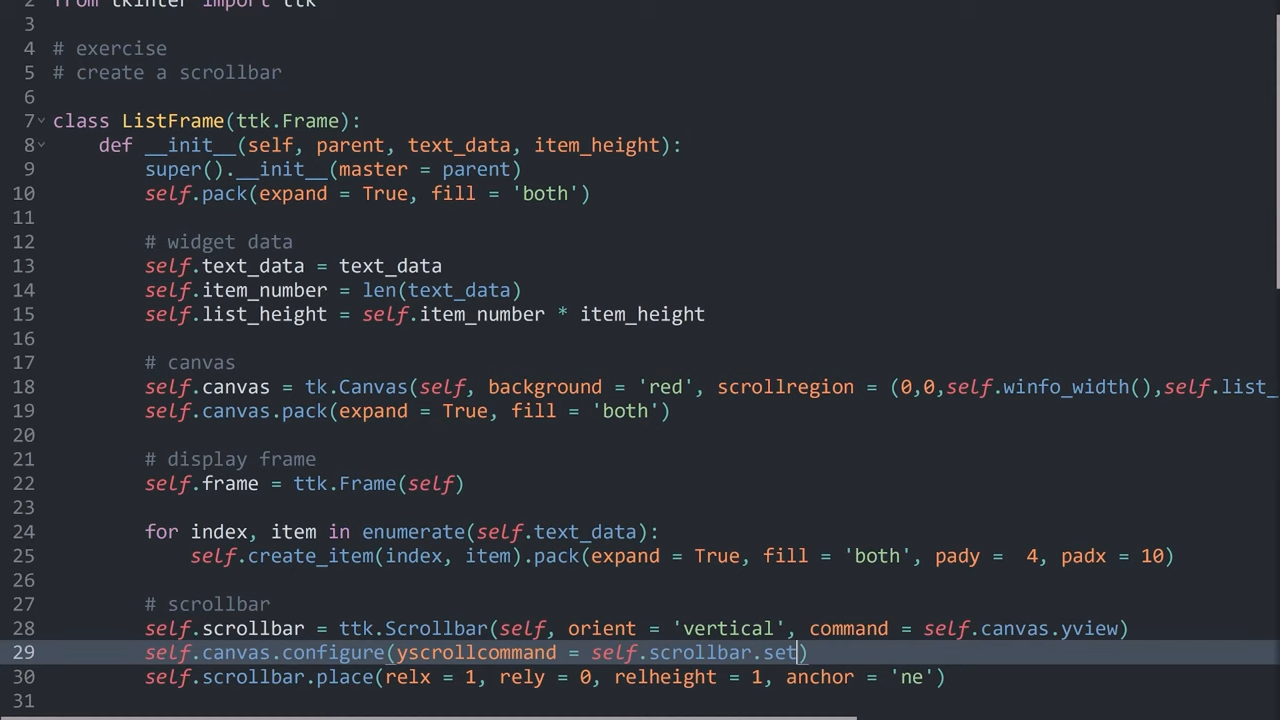 2 from tkinter import ttk
3
4 # exercise
5 # create a scrollbar
6
7 class ListFrame(ttk.Frame):
8     def __init__(self, parent, text_data, item_height):
9         super().__init__(master = parent)
10         self.pack(expand = True, fill = 'both')
11
12         # widget data
13         self.text_data = text_data
14         self.item_number = len(text_data)
15         self.list_height = self.item_number * item_height
16
17         # canvas
18         self.canvas = tk.Canvas(self, background = 'red', scrollregion = (0,0,self.winfo_width(),self.list_
19         self.canvas.pack(expand = True, fill = 'both')
20
21         # display frame
22         self.frame = ttk.Frame(self)
23
24         for index, item in enumerate(self.text_data):
25             self.create_item(index, item).pack(expand = True, fill = 'both', pady =  4, padx = 10)
26
27         # scrollbar
28         self.scrollbar = ttk.Scrollbar(self, orient = 'vertical', command = self.canvas.yview)
29         self.canvas.configure(yscrollcommand = self.scrollbar.set)
30         self.scrollbar.place(relx = 1, rely = 0, relheight = 1, anchor = 'ne')
31